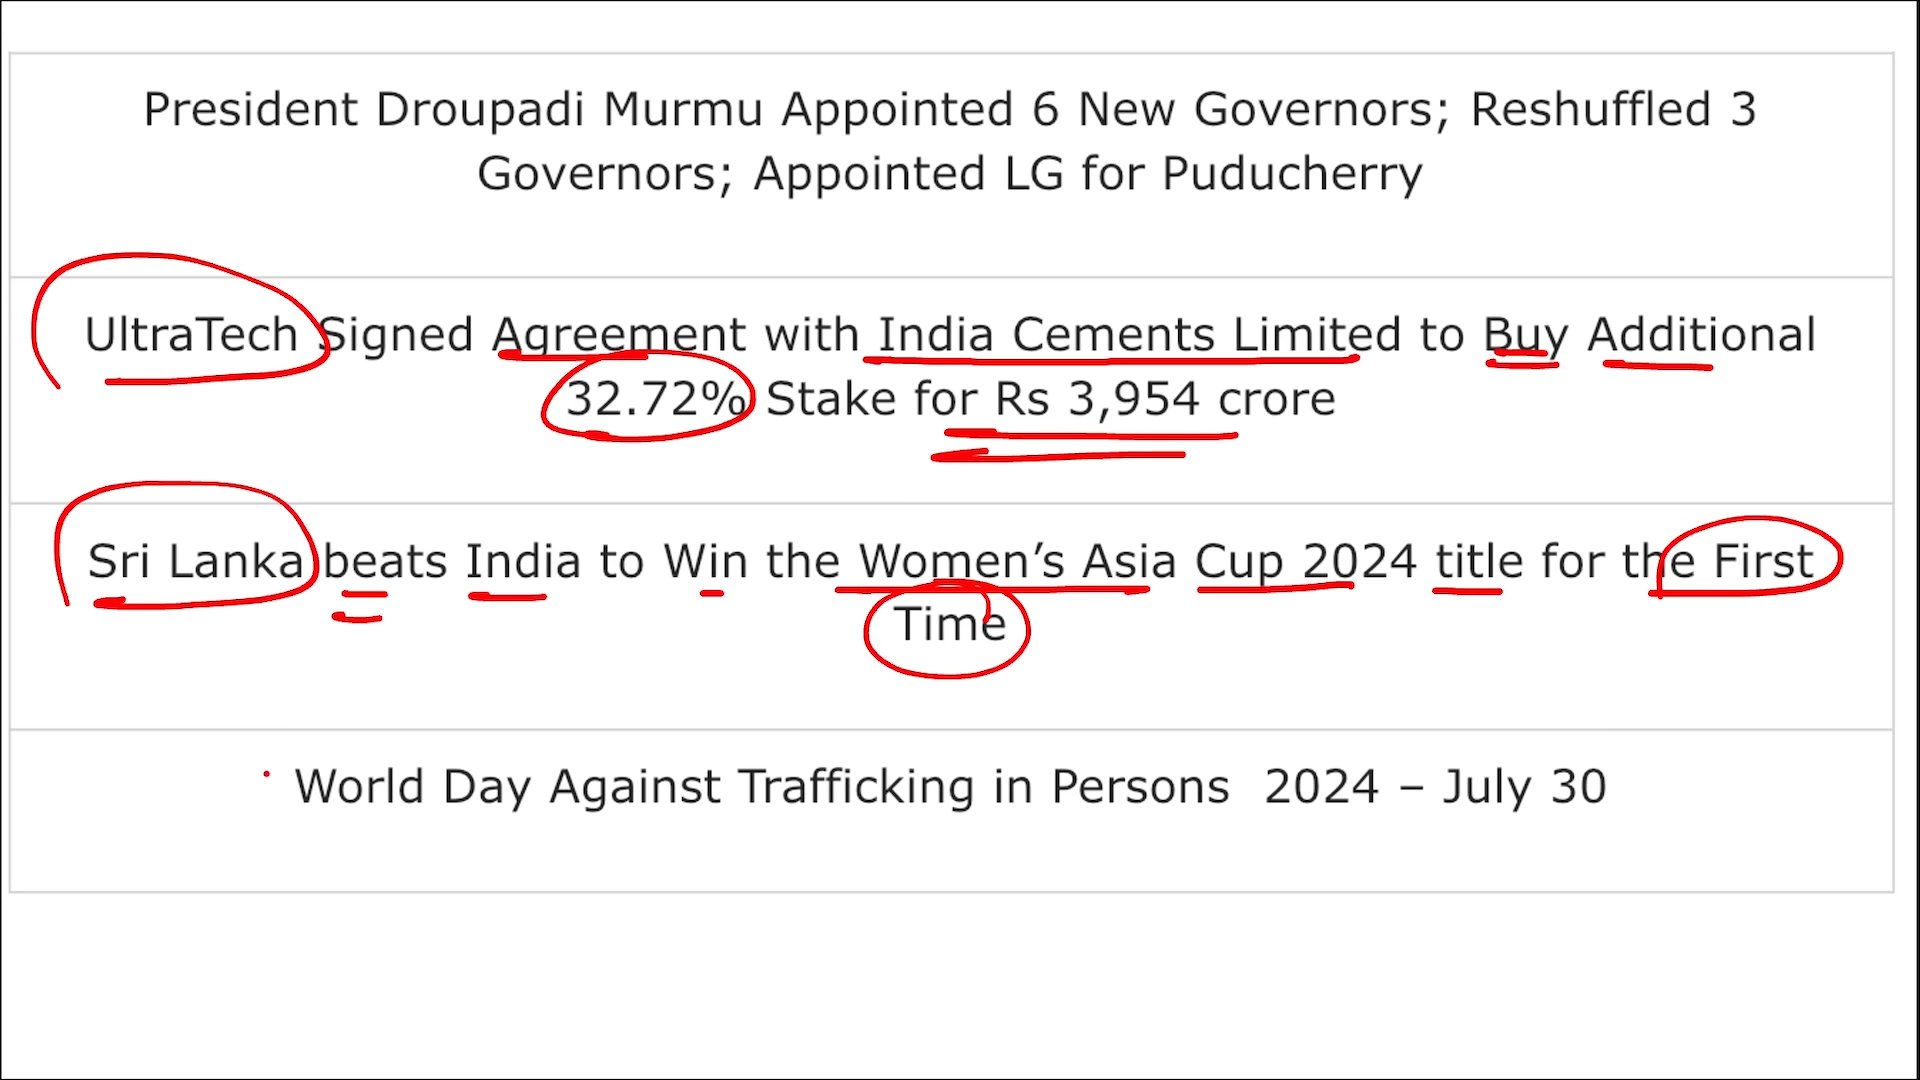 President Droupadi Murmu Appointed 6 New Governors; Reshuffled 3
Governors; Appointed LG for Puducherry
UltraTech Signed Agreement with India Cements Limited to Buy Additional
32.72% Stake for Rs 3,954 crore
Sri Lanka beats India to Win the Women’s Asia Cup 2024 title for the First
Time
World Day Against Trafficking in Persons  2024 – July 30